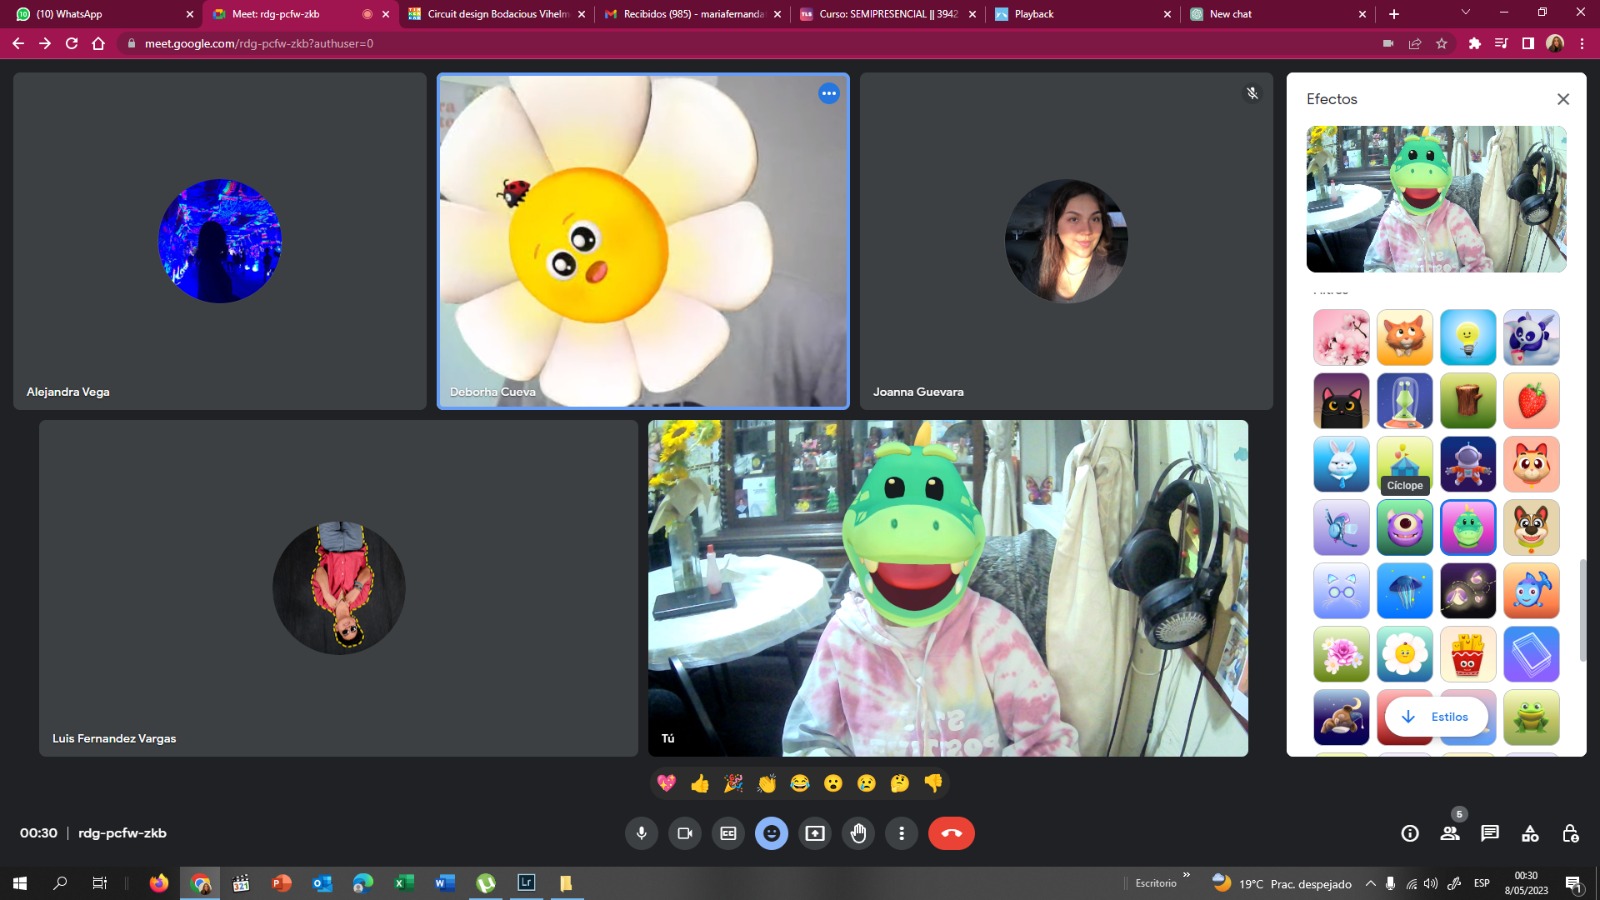 (10) WhatsApp
Meet: rdg-pcfw-zkb
Circuit design Bodacious Vihelm
Recibidos (985) - mariafernanda
Curso: SEMIPRESENCIAL || 3942
Playback
New chat
meet.google.com/rdg-pcfw-zkb?authuser=0
Efectos
Alejandra Vega
Deborha Cueva
Joanna Guevara
Cíclope
Luis Fernandez Vargas
Tú
Estilos
00:30 | rdg-pcfw-zkb
5
Escritorio
19°C Prac. despejado
ESP
00:30
8/05/2023
1